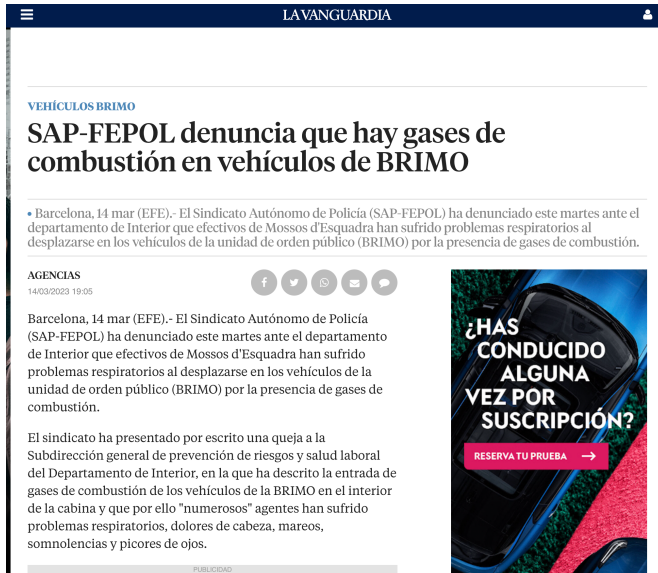 LA VANGUARDIA
VEHÍCULOS BRIMO
SAP-FEPOL denuncia que hay gases de
combustión en vehículos de BRIMO
• Barcelona, 14 mar (EFE).- El Sindicato Autónomo de Policía (SAP-FEPOL) ha denunciado este martes ante el
departamento de Interior que efectivos de Mossos d'Esquadra han sufrido problemas respiratorios al
desplazarse en los vehículos de la unidad de orden público (BRIMO) por la presencia de gases de combustión.
AGENCIAS
14/03/2023 19:05
Barcelona, 14 mar (EFE).- El Sindicato Autónomo de Policía
(SAP-FEPOL) ha denunciado este martes ante el departamento
de Interior que efectivos de Mossos d'Esquadra han sufrido
problemas respiratorios al desplazarse en los vehículos de la
unidad de orden público (BRIMO) por la presencia de gases de
combustión.
El sindicato ha presentado por escrito una queja a la
Subdirección general de prevención de riesgos y salud laboral
del Departamento de Interior, en la que ha descrito la entrada de
gases de combustión de los vehículos de la BRIMO en el interior
de la cabina y que por ello "numerosos" agentes han sufrido
problemas respiratorios, dolores de cabeza, mareos,
somnolencias y picores de ojos.
PUBLICIDAD
¿HAS
CONDUCIDO
ALGUNA
VEZ POR
SUSCRIPCIÓN?
RESERVA TU PRUEBA →